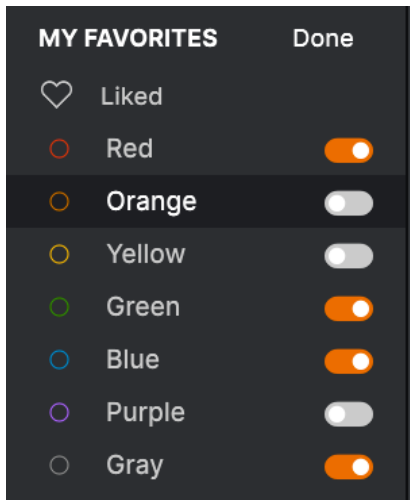 MY FAVORITES Done
Liked
Red
Orange
Yellow
Green
Blue
Purple
Gray